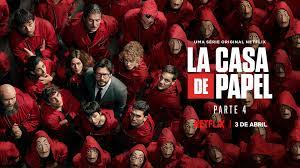 UMA SÉRIE ORIGINAL NETFLIX
LA CASA
DE PAPEL
PARTE 4
NETFLIX | 3 DE ABRIL